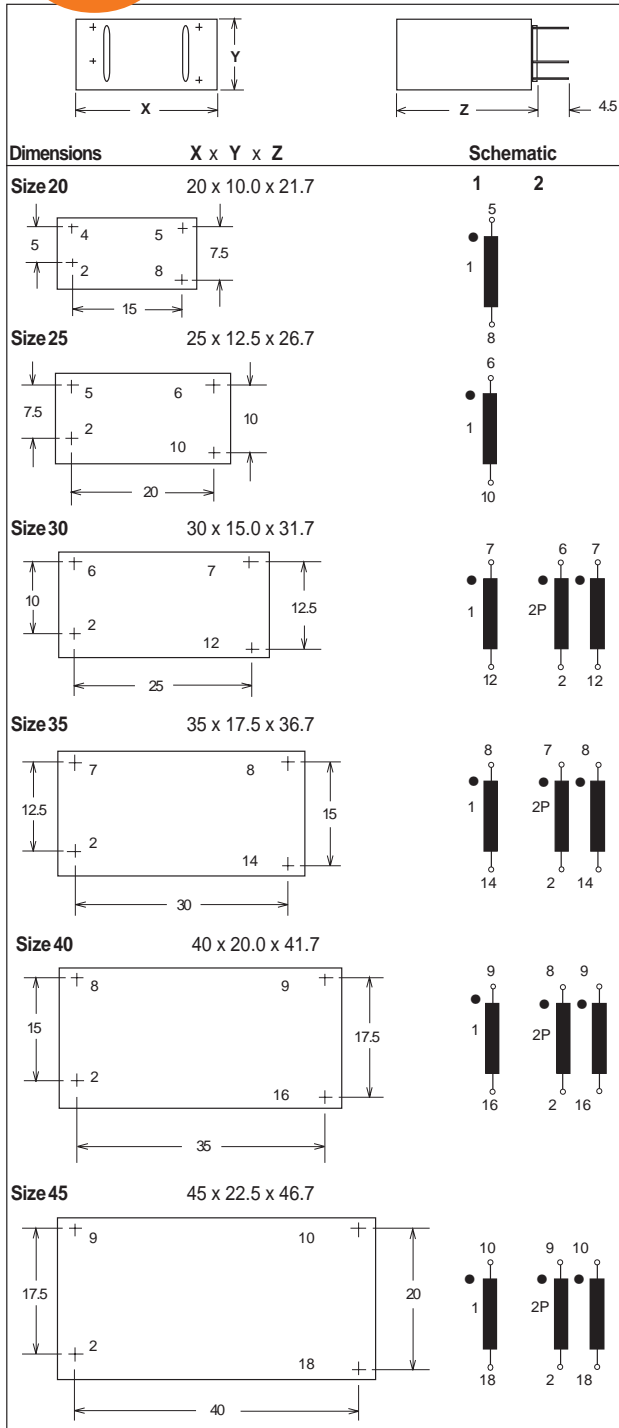 Y
X
Z
4.5
Dimensions X x Y x Z Schematic
Size 20 20 x 10.0 x 21.7 1 2
4 5
5 7.5
2 8
15
5
1
8
Size 25 25 x 12.5 x 26.7
5 6
7.5 10
2 10
20
6
1
10
Size 30 30 x 15.0 x 31.7
6 7
10 12.5
2 12
25
7 6 7
1 2P
12 2 12
Size 35 35 x 17.5 x 36.7
7 8
12.5 15
2 14
30
8 7 8
1 2P
14 2 14
Size 40 40 x 20.0 x 41.7
8 9
15 17.5
2 16
35
9 8 9
1 2P
16 2 16
Size 45 45 x 22.5 x 46.7
9 10
17.5 20
2 18
40
10 9 10
1 2P
18 2 18